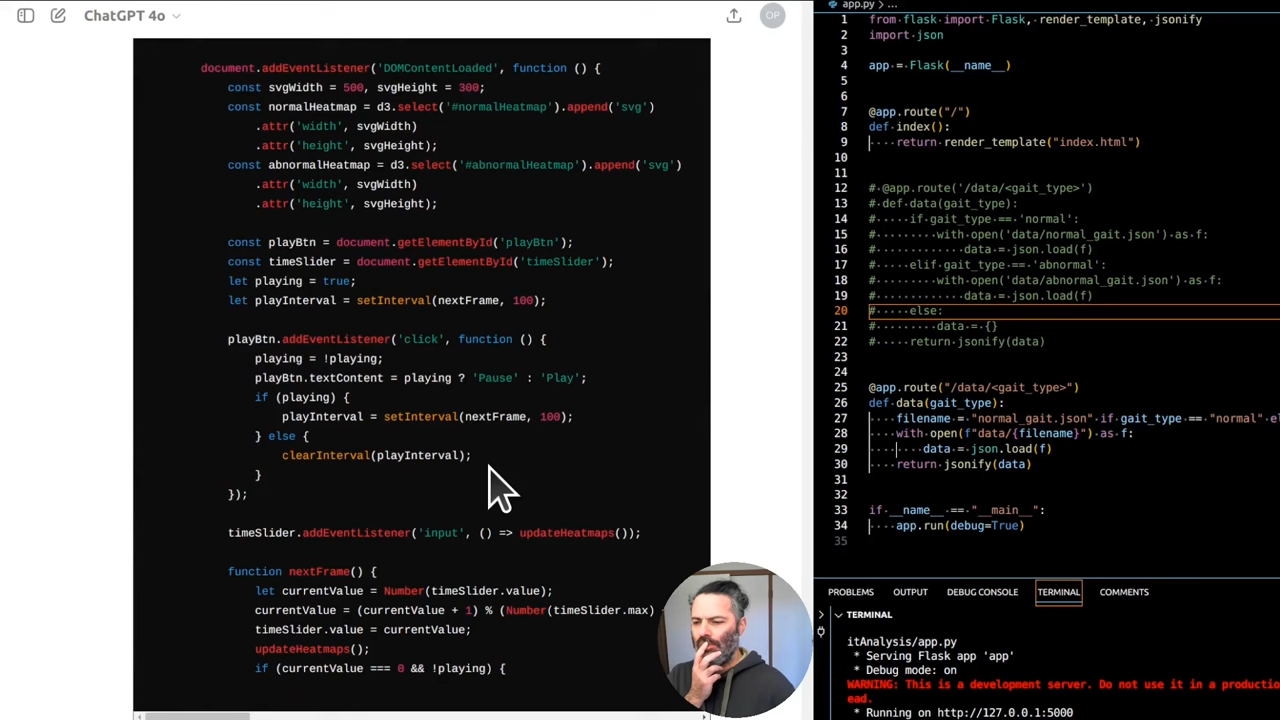 ChatGPT 4o
OP
document.addEventListener('DOMContentLoaded', function () {
const svgWidth = 500, svgHeight = 300;
const normalHeatmap = d3.select('#normalHeatmap').append('svg')
.attr('width', svgWidth)
.attr('height', svgHeight);
const abnormalHeatmap = d3.select('#abnormalHeatmap').append('svg')
.attr('width', svgWidth)
.attr('height', svgHeight);
const playBtn = document.getElementById('playBtn');
const timeSlider = document.getElementById('timeSlider');
let playing = true;
let playInterval = setInterval(nextFrame, 100);
playBtn.addEventListener('click', function () {
playing = !playing;
playBtn.textContent = playing ? 'Pause' : 'Play';
if (playing) {
playInterval = setInterval(nextFrame, 100);
} else {
clearInterval(playInterval);
}
});
timeSlider.addEventListener('input', () => updateHeatmaps());
function nextFrame() {
let currentValue = Number(timeSlider.value);
currentValue = (currentValue + 1) % (Number(timeSlider.max)
timeSlider.value = currentValue;
updateHeatmaps();
if (currentValue === 0 && !playing) {
app.py > ...
1 from flask import Flask, render_template, jsonify
2 import json
3
4 app = Flask(__name__)
5
6
7 @app.route("/")
8 def index():
9 return render_template("index.html")
10
11
12 # @app.route('/data/<gait_type>')
13 # def data(gait_type):
14 # if gait_type == 'normal':
15 # with open('data/normal_gait.json') as f:
16 # data = json.load(f)
17 # elif gait_type == 'abnormal':
18 # with open('data/abnormal_gait.json') as f:
19 # data = json.load(f)
20 # else:
21 # data = {}
22 # return jsonify(data)
23
24
25 @app.route("/data/<gait_type>")
26 def data(gait_type):
27 filename = "normal_gait.json" if gait_type == "normal" el
28 with open(f"data/{filename}") as f:
29 data = json.load(f)
30 return jsonify(data)
31
32
33 if __name__ == "__main__":
34 app.run(debug=True)
35
PROBLEMS OUTPUT DEBUG CONSOLE TERMINAL COMMENTS
TERMINAL
itAnalysis/app.py
* Serving Flask app 'app'
* Debug mode: on
WARNING: This is a development server. Do not use it in a productio
ead.
* Running on http://127.0.0.1:5000